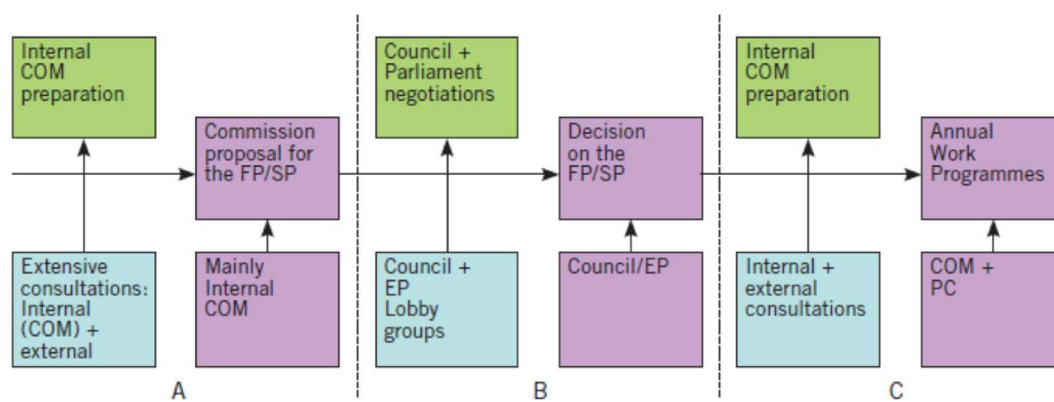 Internal
COM
preparation
Commission
proposal for
the FP/SP
Extensive
consultations:
Internal
(COM) +
external
Mainly
Internal
COM
A
Council +
Parliament
negotiations
Decision
on the
FP/SP
Council +
EP
Lobby
groups
Council/EP
B
Internal
COM
preparation
Annual
Work
Programmes
Internal +
external
consultations
COM +
PC
C